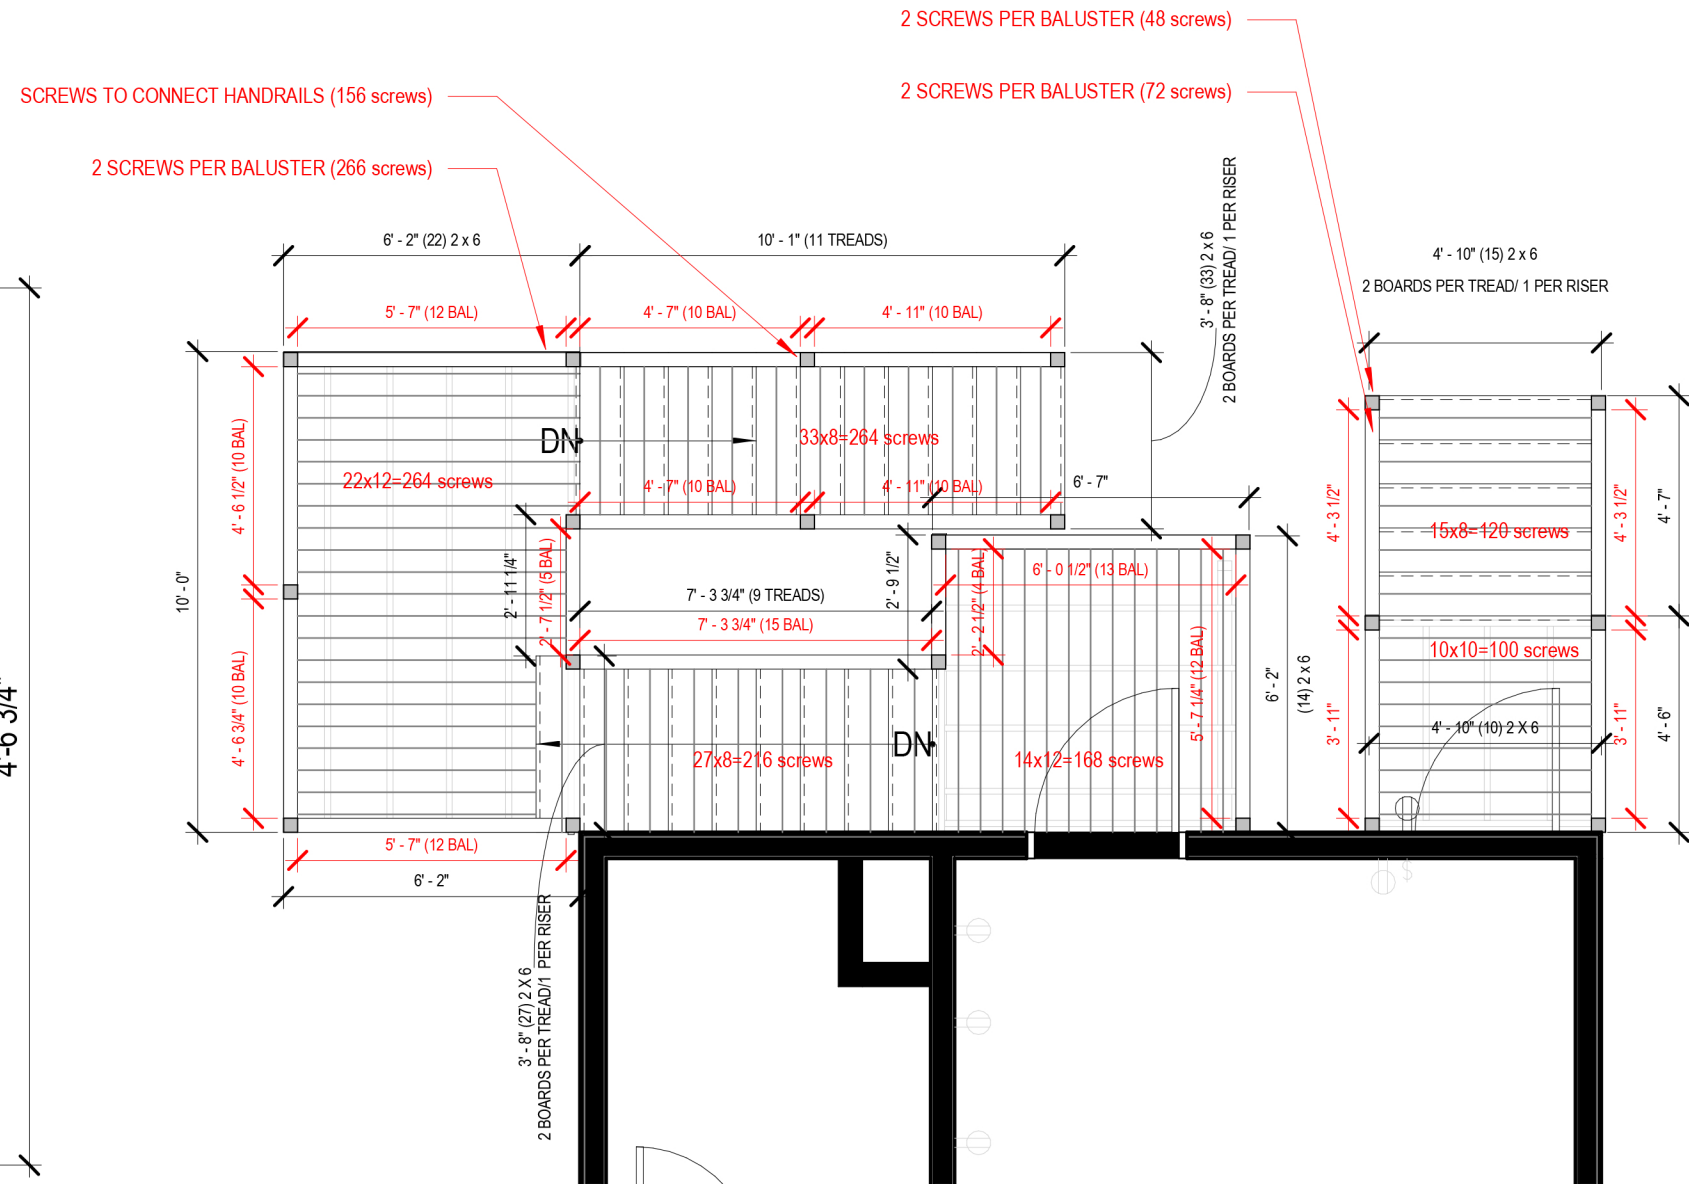 2 SCREWS PER BALUSTER (48 screws)
SCREWS TO CONNECT HANDRAILS (156 screws)
2 SCREWS PER BALUSTER (72 screws)
2 SCREWS PER BALUSTER (266 screws)
6' - 2" (22) 2 x 6
10' - 1" (11 TREADS)
3' - 8" (33) 2 x 6
2 BOARDS PER TREAD/ 1 PER RISER
4' - 10" (15) 2 x 6
2 BOARDS PER TREAD/ 1 PER RISER
5' - 7" (12 BAL)
4' - 7" (10 BAL)
4' - 11" (10 BAL)
4' - 6 1/2" (10 BAL)
DN
33x8=264 screws
22x12=264 screws
4' - 7" (10 BAL)
4' - 11" (10 BAL)
6' - 7"
4' - 3 1/2"
15x8=120 screws
4' - 3 1/2"
4' - 7"
10' - 0"
2' - 11 1/4"
2' - 7 1/2" (5 BAL)
7' - 3 3/4" (9 TREADS)
7' - 3 3/4" (15 BAL)
2' - 9 1/2"
2' - 2 1/2" (4 BAL)
6' - 0 1/2" (13 BAL)
5' - 7 1/4" (12 BAL)
6' - 2"
(14) 2 x 6
10x10=100 screws
4'-6 3/4"
4' - 6 3/4" (10 BAL)
27x8=216 screws
DN
14x12=168 screws
3' - 11"
4' - 10" (10) 2 X 6
3' - 11"
4' - 6"
5' - 7" (12 BAL)
6' - 2"
3' - 8" (27) 2 X 6
2 BOARDS PER TREAD/1 PER RISER
$